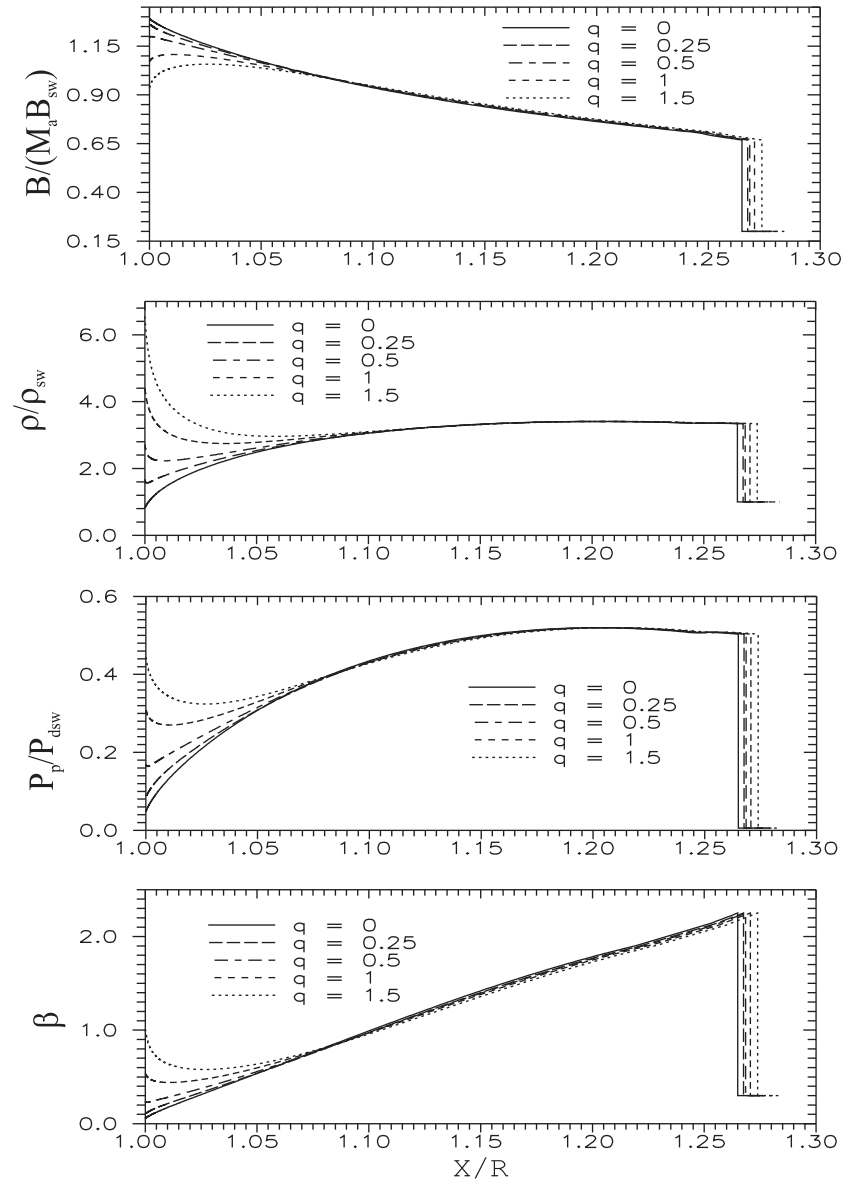 B/(MₐB_sw)
1.15
0.90
0.65
0.40
0.15
q = 0
q = 0.25
q = 0.5
q = 1
q = 1.5
1.00 1.05 1.10 1.15 1.20 1.25 1.30
ρ/ρ_sw
6.0
4.0
2.0
0.0
q = 0
q = 0.25
q = 0.5
q = 1
q = 1.5
1.00 1.05 1.10 1.15 1.20 1.25 1.30
P_p/P_dsw
0.6
0.4
0.2
0.0
q = 0
q = 0.25
q = 0.5
q = 1
q = 1.5
1.00 1.05 1.10 1.15 1.20 1.25 1.30
β
2.0
1.0
0.0
q = 0
q = 0.25
q = 0.5
q = 1
q = 1.5
1.00 1.05 1.10 1.15 1.20 1.25 1.30
X/R